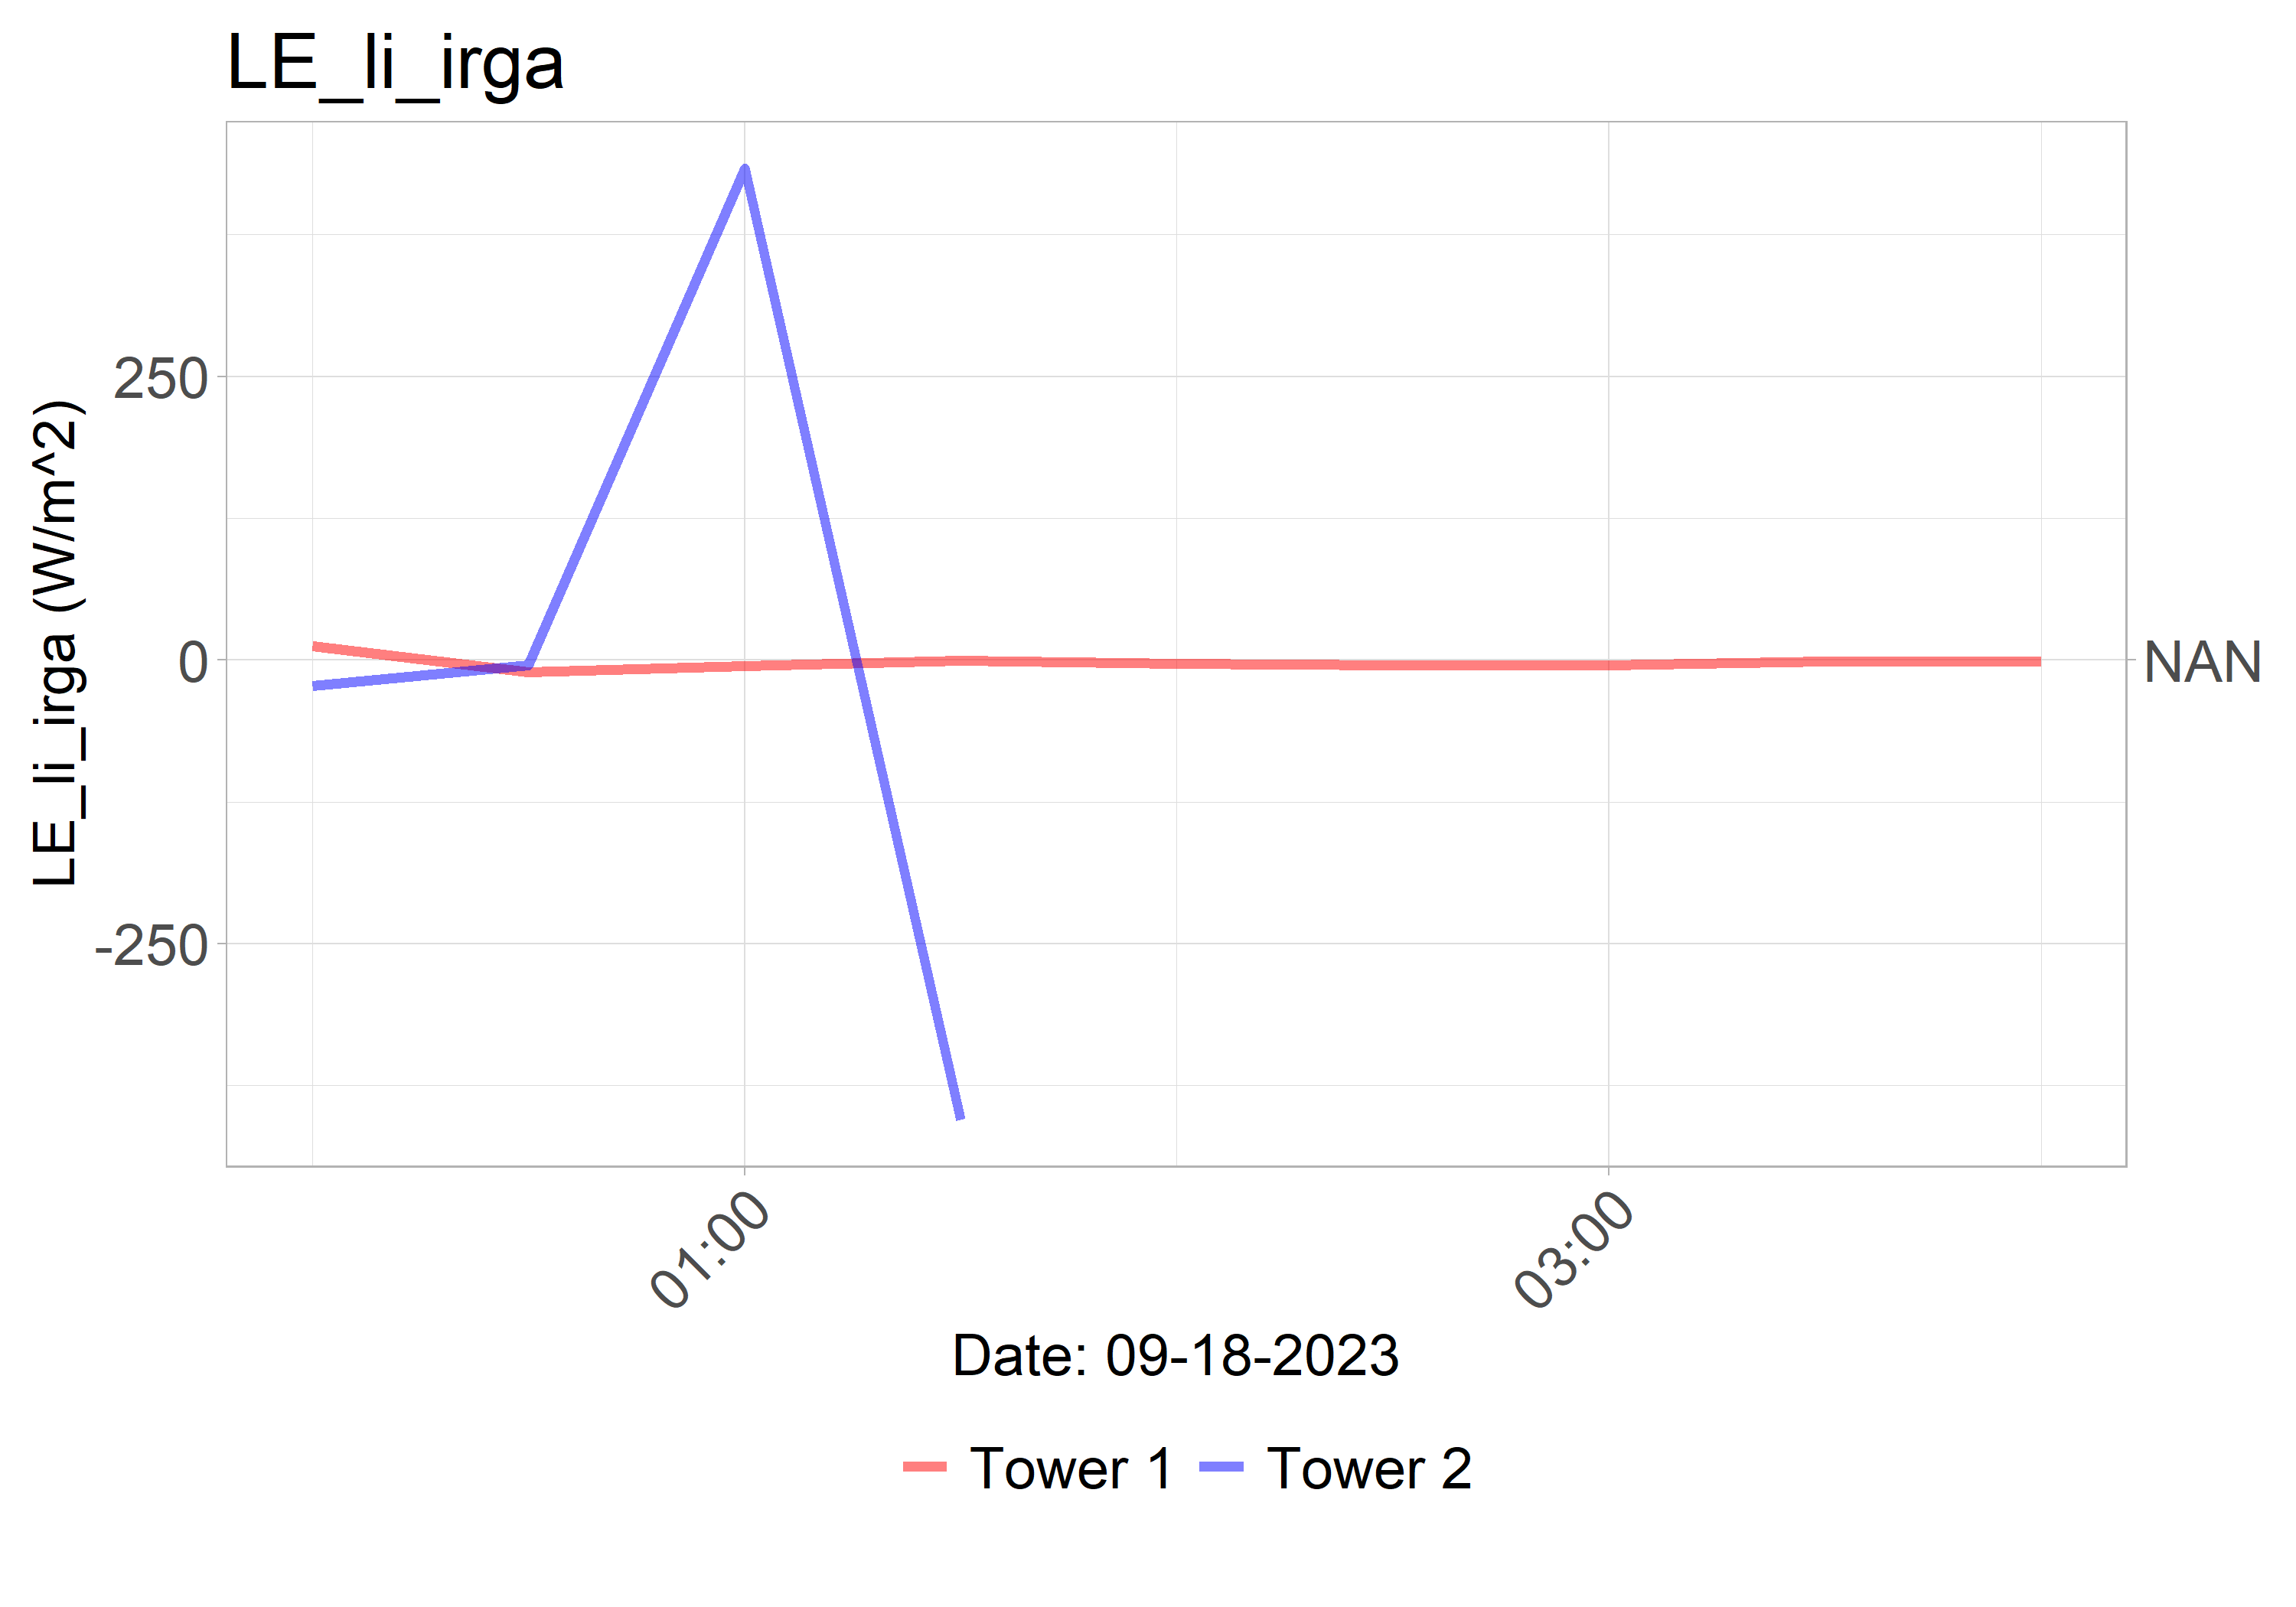 LE_li_irga
LE_li_irga (W/m^2)
250
0
-250
NAN
01:00
03:00
Date: 09-18-2023
Tower 1
Tower 2